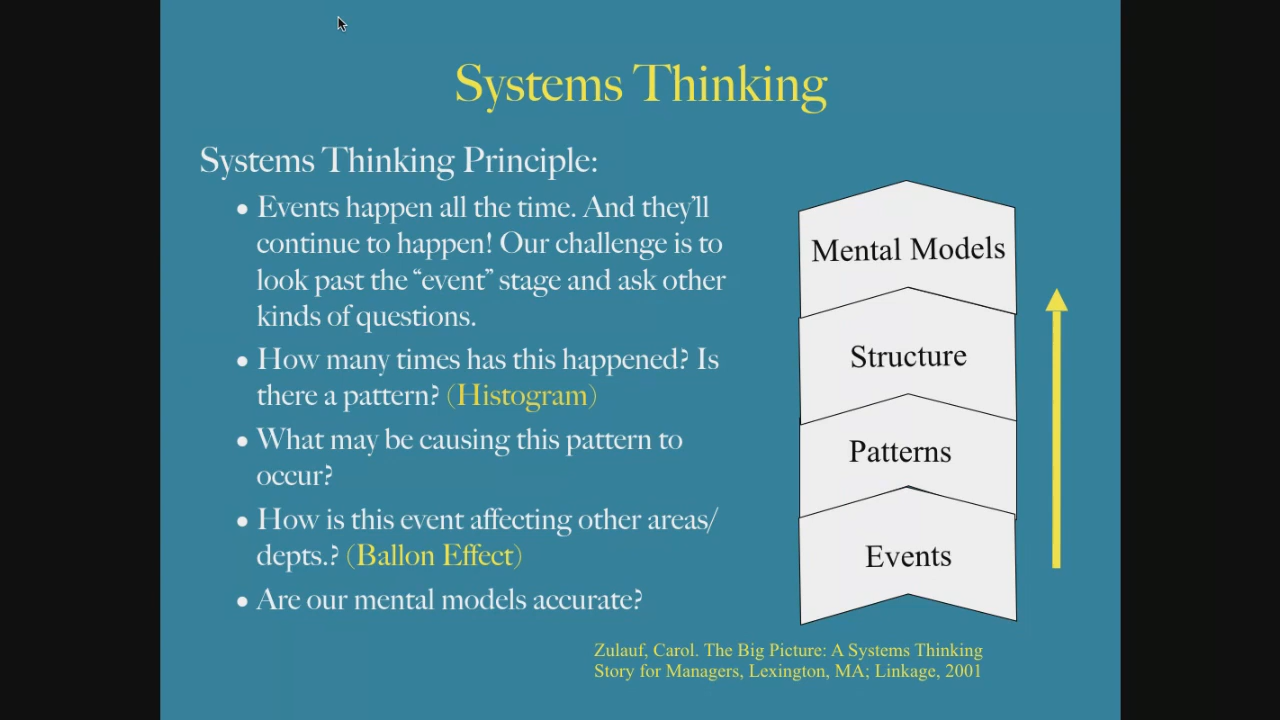 Systems Thinking
Systems Thinking Principle:
• Events happen all the time. And they'll
continue to happen! Our challenge is to
look past the “event” stage and ask other
kinds of questions.
• How many times has this happened? Is
there a pattern? (Histogram)
• What may be causing this pattern to
occur?
• How is this event affecting other areas/
depts.? (Ballon Effect)
• Are our mental models accurate?
Mental Models
Structure
Patterns
Events
Zulauf, Carol. The Big Picture: A Systems Thinking
Story for Managers, Lexington, MA; Linkage, 2001